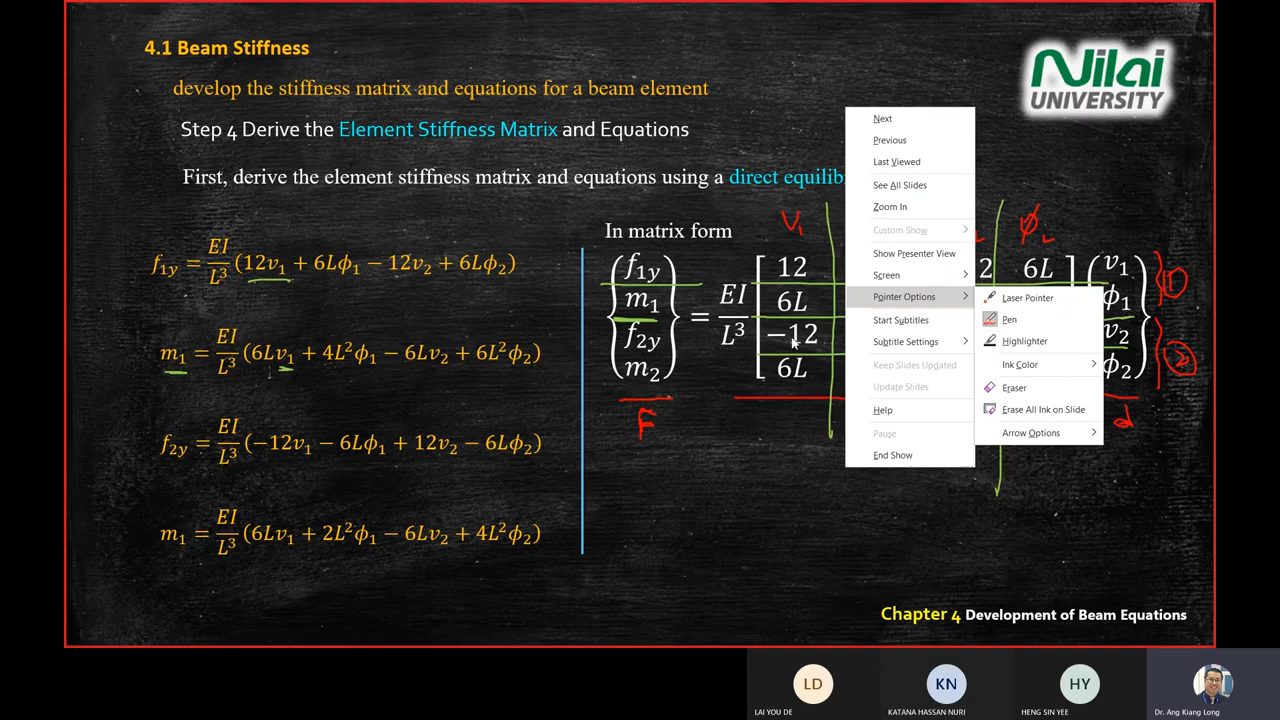 4.1 Beam Stiffness
Nilai
UNIVERSITY
develop the stiffness matrix and equations for a beam element
Step 4 Derive the Element Stiffness Matrix and Equations
First, derive the element stiffness matrix and equations using a direct equilib
In matrix form
f₁y = EI/L³ (12v₁ + 6Lϕ₁ − 12v₂ + 6Lϕ₂)
m₁ = EI/L³ (6Lv₁ + 4L²ϕ₁ − 6Lv₂ + 6L²ϕ₂)
f₂y = EI/L³ (−12v₁ − 6Lϕ₁ + 12v₂ − 6Lϕ₂)
m₁ = EI/L³ (6Lv₁ + 2L²ϕ₁ − 6Lv₂ + 4L²ϕ₂)
V₁
ϕ₂
f₁y 12 2 6L v₁
m₁ 6L ϕ₁
= EI/L³
f₂y −12 v₂
m₂ 6L ϕ₂
1
2
F
d
Next
Previous
Last Viewed
See All Slides
Zoom In
Custom Show
Show Presenter View
Screen
Pointer Options
Start Subtitles
Subtitle Settings
Keep Slides Updated
Update Slides
Help
Pause
End Show
Laser Pointer
Pen
Highlighter
Ink Color
Eraser
Erase All Ink on Slide
Arrow Options
Chapter 4 Development of Beam Equations
LD
KN
HY
LAI YOU DE
KATANA HASSAN NURI
HENG SIN YEE
Dr. Ang Kiang Long